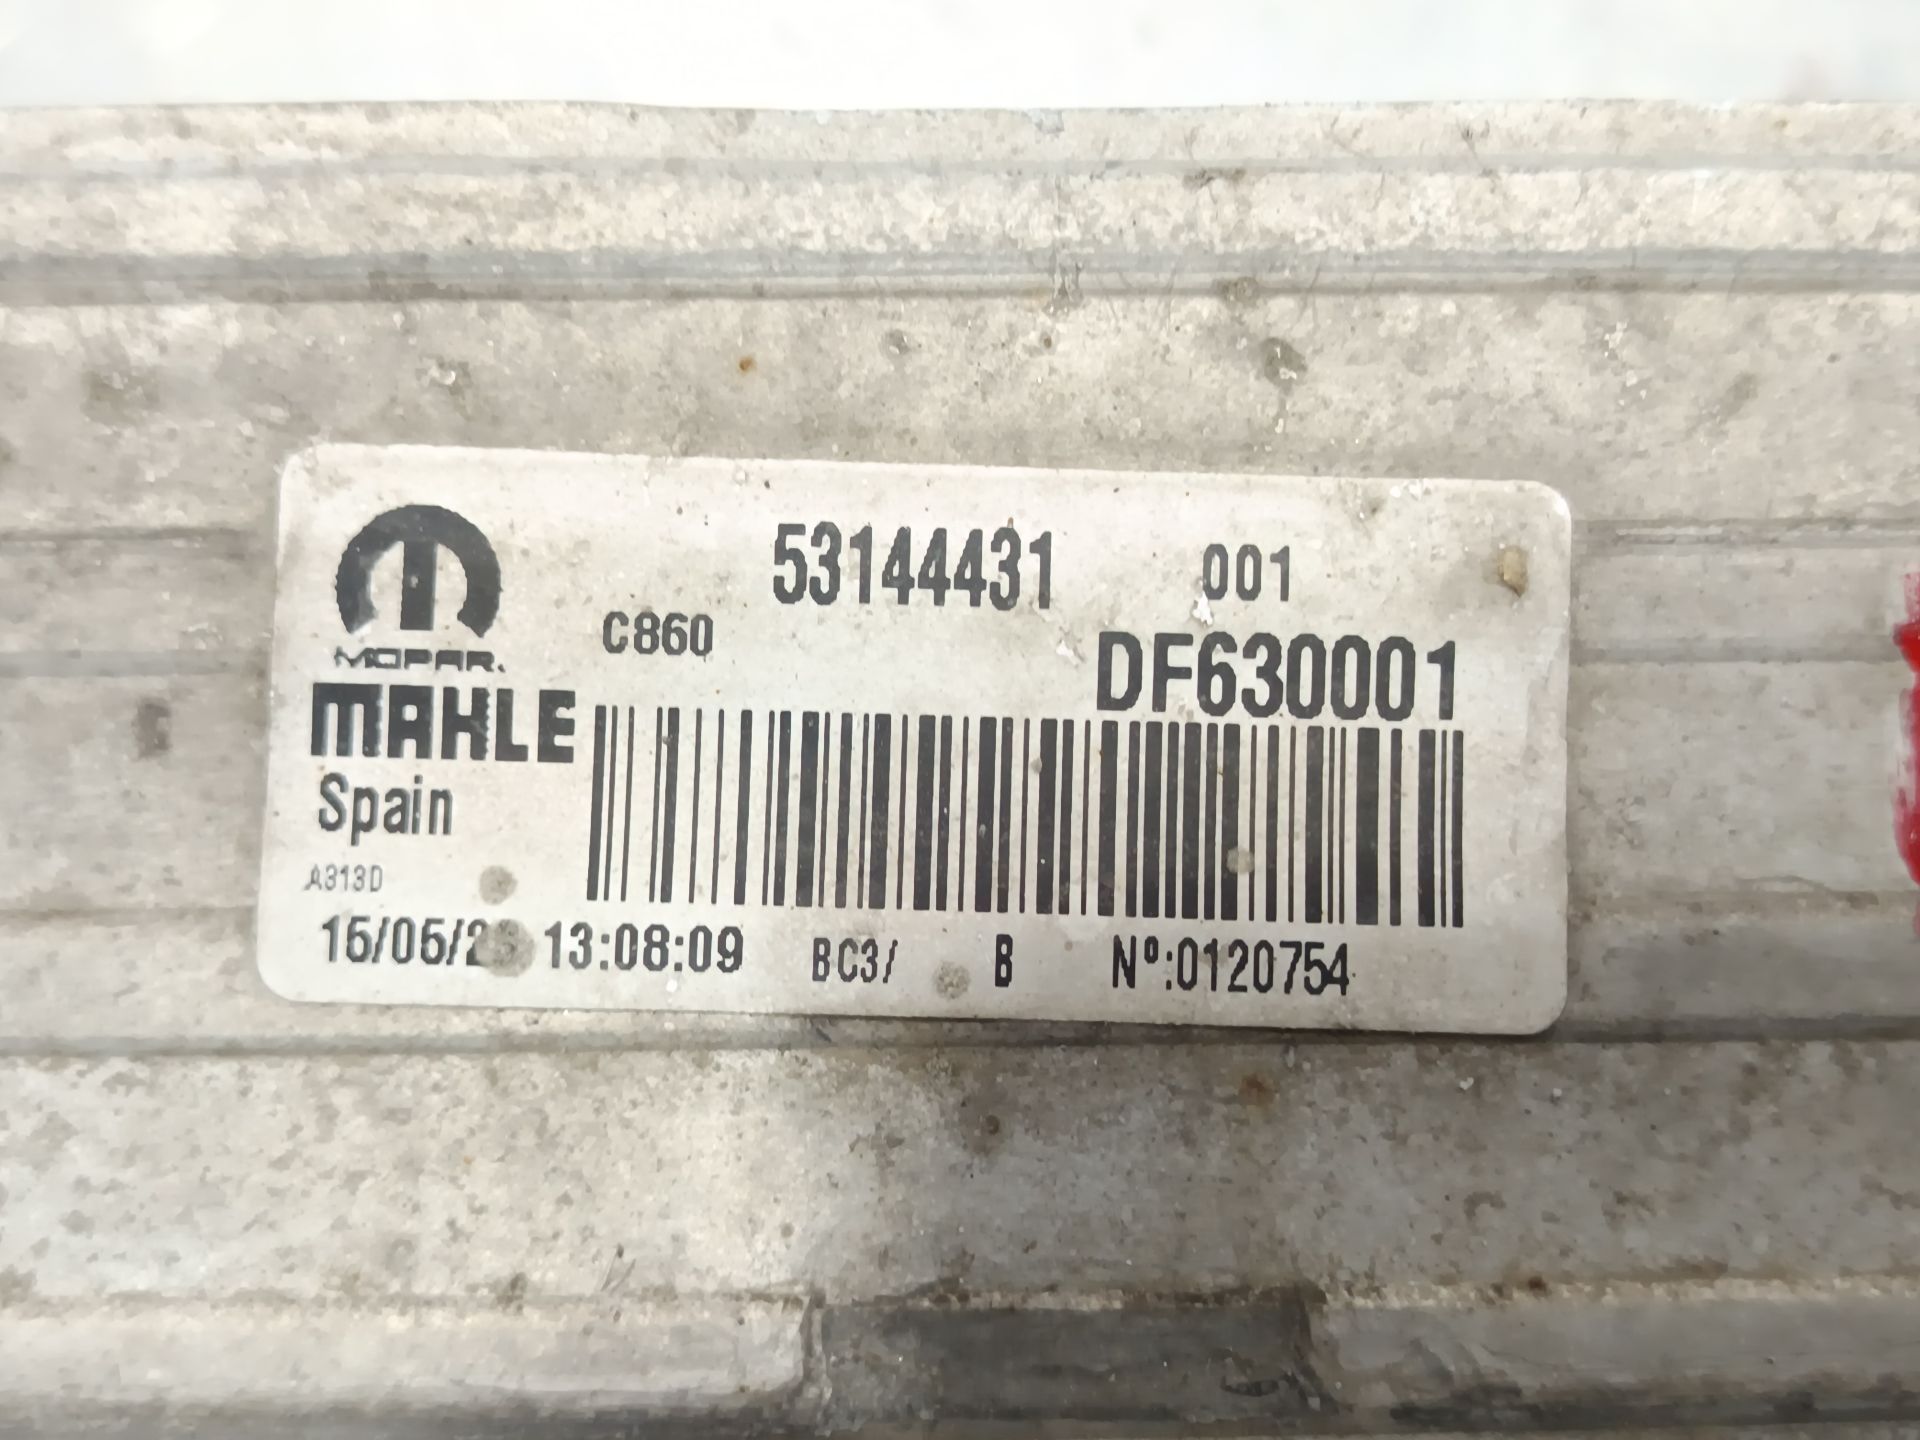 53144431 001
C860 DF630001
MOPAR.
MAHLE
Spain
A313D
13:08:09 BC3/ B Nº:0120754